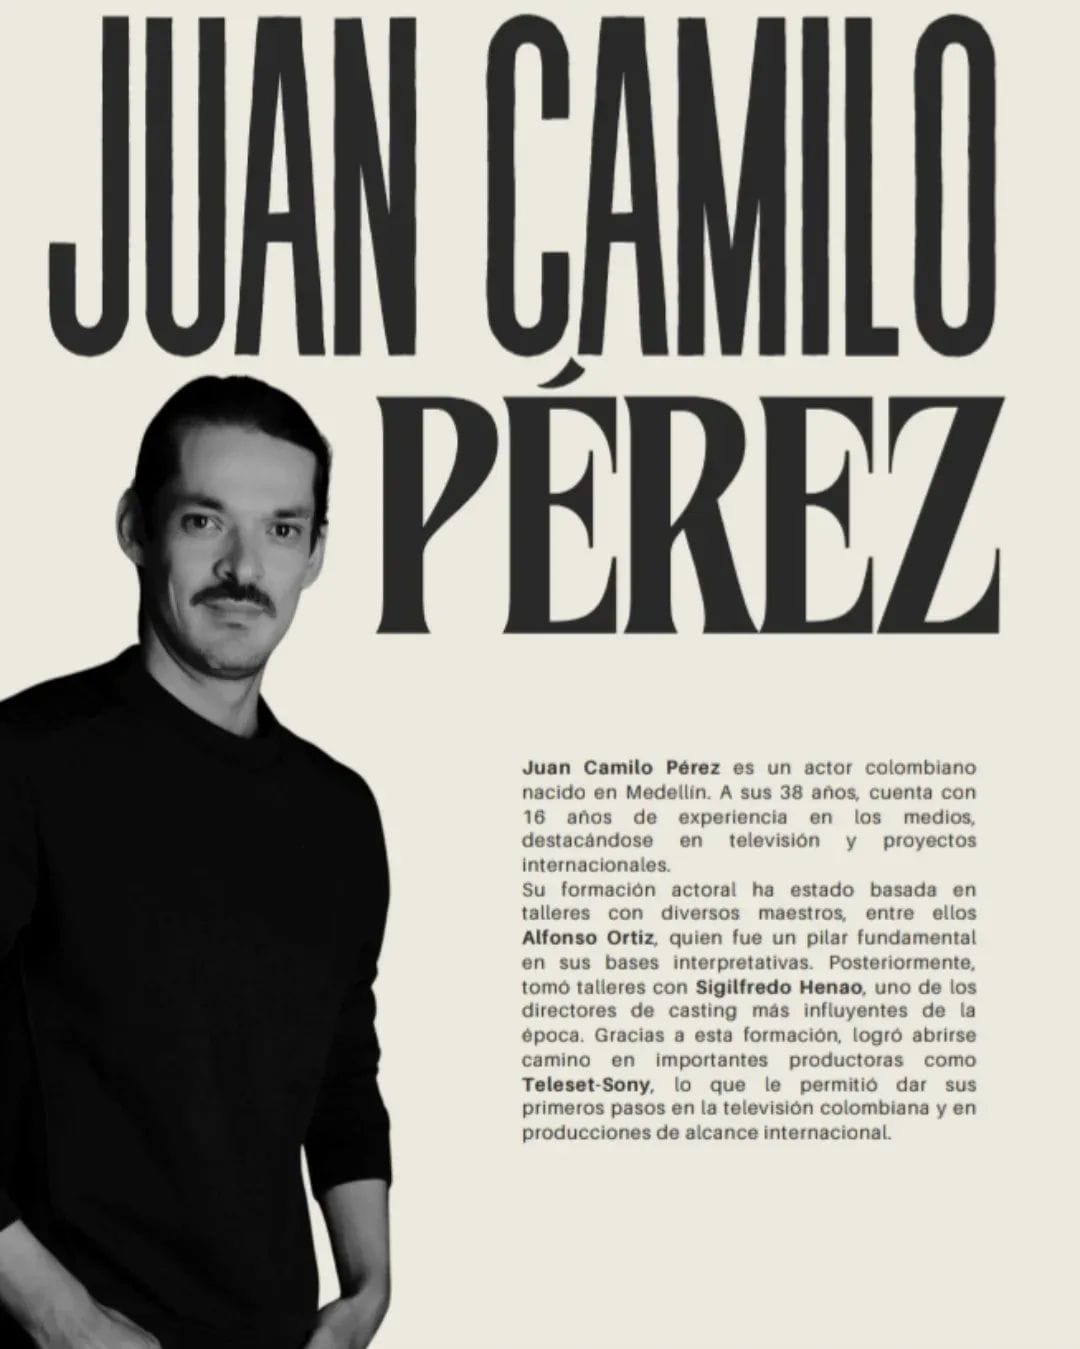 JUAN CAMILO
PÉREZ
Juan Camilo Pérez es un actor colombiano
nacido en Medellín. A sus 38 años, cuenta con
16 años de experiencia en los medios,
destacándose en televisión y proyectos
internacionales.
Su formación actoral ha estado basada en
talleres con diversos maestros, entre ellos
Alfonso Ortiz, quien fue un pilar fundamental
en sus bases interpretativas. Posteriormente,
tomó talleres con Sigilfredo Henao, uno de los
directores de casting más influyentes de la
época. Gracias a esta formación, logró abrirse
camino en importantes productoras como
Teleset-Sony, lo que le permitió dar sus
primeros pasos en la televisión colombiana y en
producciones de alcance internacional.